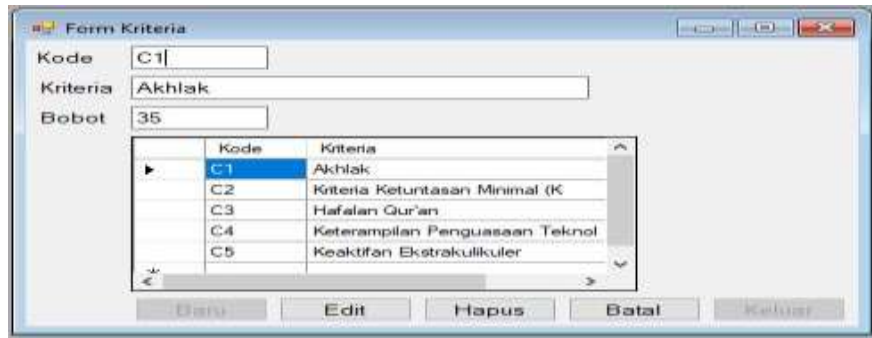 Form Kriteria
Kode C1
Kriteria Akhlak
Bobot 35
Kode Kriteria
C1 Akhlak
C2 Kriteria Ketuntasan Minimal (K
C3 Hafalan Qur'an
C4 Keterampilan Penguasaan Teknol
C5 Keaktifan Ekstrakulikuler
Baru Edit Hapus Batal Keluar